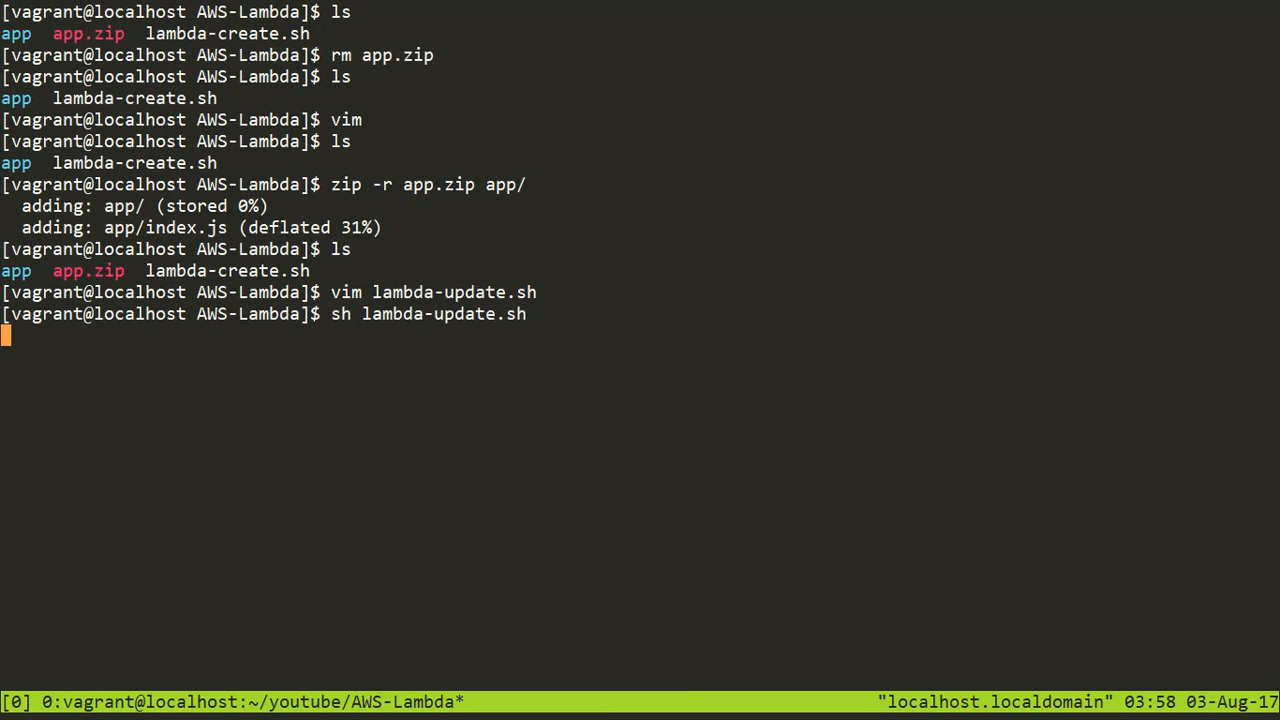 [vagrant@localhost AWS-Lambda]$ ls
app  app.zip  lambda-create.sh
[vagrant@localhost AWS-Lambda]$ rm app.zip
[vagrant@localhost AWS-Lambda]$ ls
app  lambda-create.sh
[vagrant@localhost AWS-Lambda]$ vim
[vagrant@localhost AWS-Lambda]$ ls
app  lambda-create.sh
[vagrant@localhost AWS-Lambda]$ zip -r app.zip app/
  adding: app/ (stored 0%)
  adding: app/index.js (deflated 31%)
[vagrant@localhost AWS-Lambda]$ ls
app  app.zip  lambda-create.sh
[vagrant@localhost AWS-Lambda]$ vim lambda-update.sh
[vagrant@localhost AWS-Lambda]$ sh lambda-update.sh
[0] 0:vagrant@localhost:~/youtube/AWS-Lambda* "localhost.localdomain" 03:58 03-Aug-17